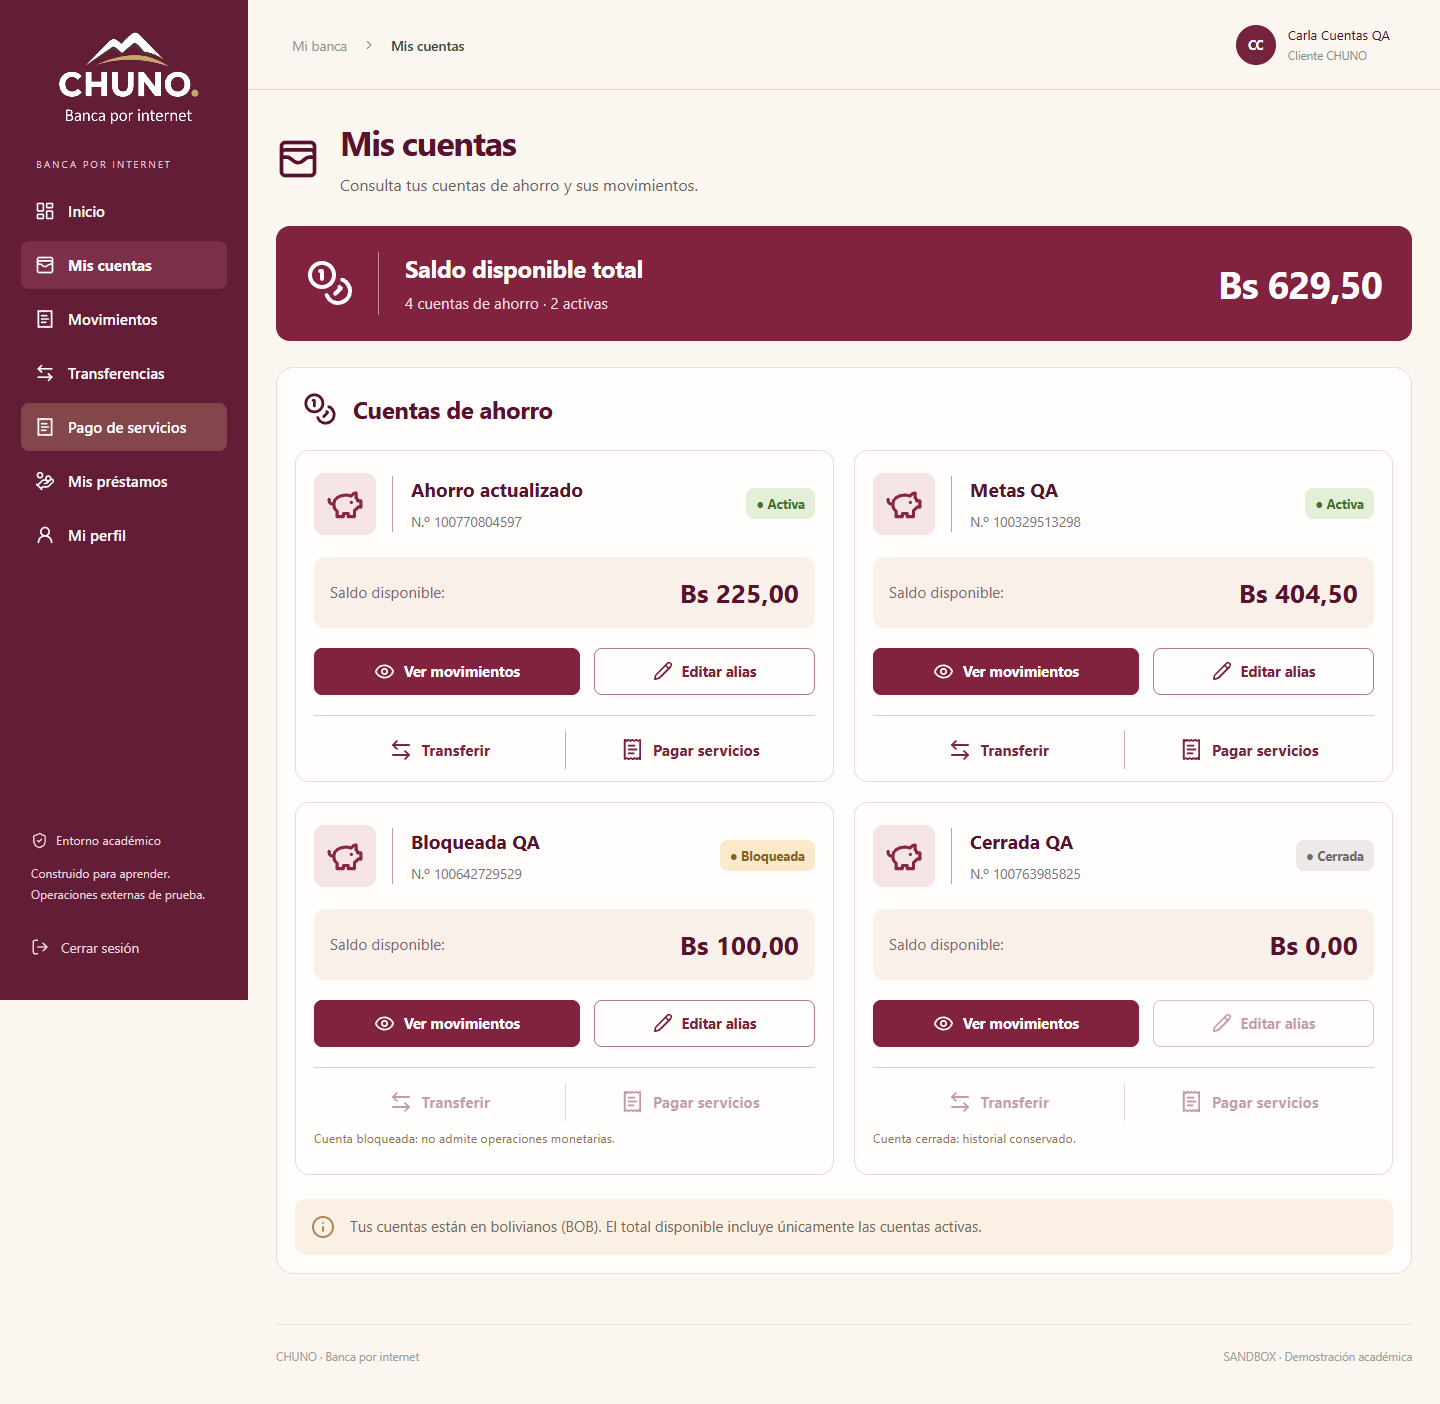 CHUNO.
Banca por internet
BANCA POR INTERNET
Inicio
Mis cuentas
Movimientos
Transferencias
Pago de servicios
Mis préstamos
Mi perfil
Entorno académico
Construido para aprender.
Operaciones externas de prueba.
Cerrar sesión
Mi banca > Mis cuentas
CC
Carla Cuentas QA
Cliente CHUNO
Mis cuentas
Consulta tus cuentas de ahorro y sus movimientos.
Saldo disponible total
4 cuentas de ahorro · 2 activas
Bs 629,50
Cuentas de ahorro
Ahorro actualizado
N.º 100770804597
• Activa
Saldo disponible: Bs 225,00
Ver movimientos Editar alias
Transferir Pagar servicios
Metas QA
N.º 100329513298
• Activa
Saldo disponible: Bs 404,50
Ver movimientos Editar alias
Transferir Pagar servicios
Bloqueada QA
N.º 100642729529
• Bloqueada
Saldo disponible: Bs 100,00
Ver movimientos Editar alias
Transferir Pagar servicios
Cuenta bloqueada: no admite operaciones monetarias.
Cerrada QA
N.º 100763985825
• Cerrada
Saldo disponible: Bs 0,00
Ver movimientos Editar alias
Transferir Pagar servicios
Cuenta cerrada: historial conservado.
Tus cuentas están en bolivianos (BOB). El total disponible incluye únicamente las cuentas activas.
CHUNO · Banca por internet
SANDBOX · Demostración académica